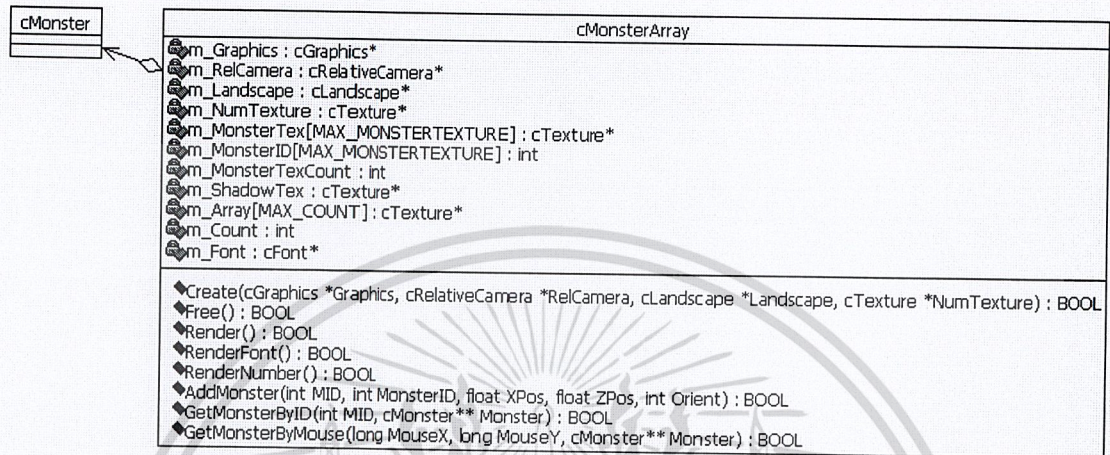 cMonster
cMonsterArray
m_Graphics : cGraphics*
m_RelCamera : cRelativeCamera*
m_Landscape : cLandscape*
m_NumTexture : cTexture*
m_MonsterTex[MAX_MONSTERTEXTURE] : cTexture*
m_MonsterID[MAX_MONSTERTEXTURE] : int
m_MonsterTexCount : int
m_ShadowTex : cTexture*
m_Array[MAX_COUNT] : cTexture*
m_Count : int
m_Font : cFont*
Create(cGraphics *Graphics, cRelativeCamera *RelCamera, cLandscape *Landscape, cTexture *NumTexture) : BOOL
Free() : BOOL
Render() : BOOL
RenderFont() : BOOL
RenderNumber() : BOOL
AddMonster(int MID, int MonsterID, float XPos, float ZPos, int Orient) : BOOL
GetMonsterByID(int MID, cMonster** Monster) : BOOL
GetMonsterByMouse(long MouseX, long MouseY, cMonster** Monster) : BOOL